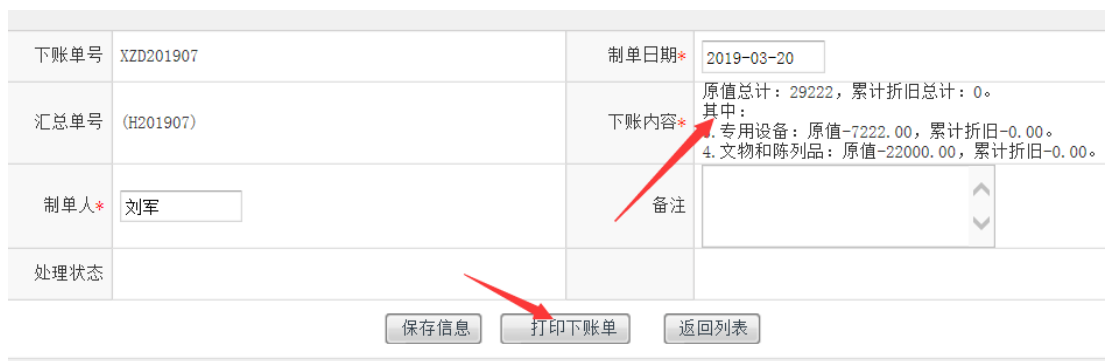 下账单号 XZD201907 制单日期* 2019-03-20
汇总单号 (H201907) 下账内容* 原值总计：29222，累计折旧总计：0。
其中：
.专用设备：原值-7222.00，累计折旧-0.00。
4.文物和陈列品：原值-22000.00，累计折旧-0.00。
制单人* 刘军 备注
处理状态
保存信息 打印下账单 返回列表